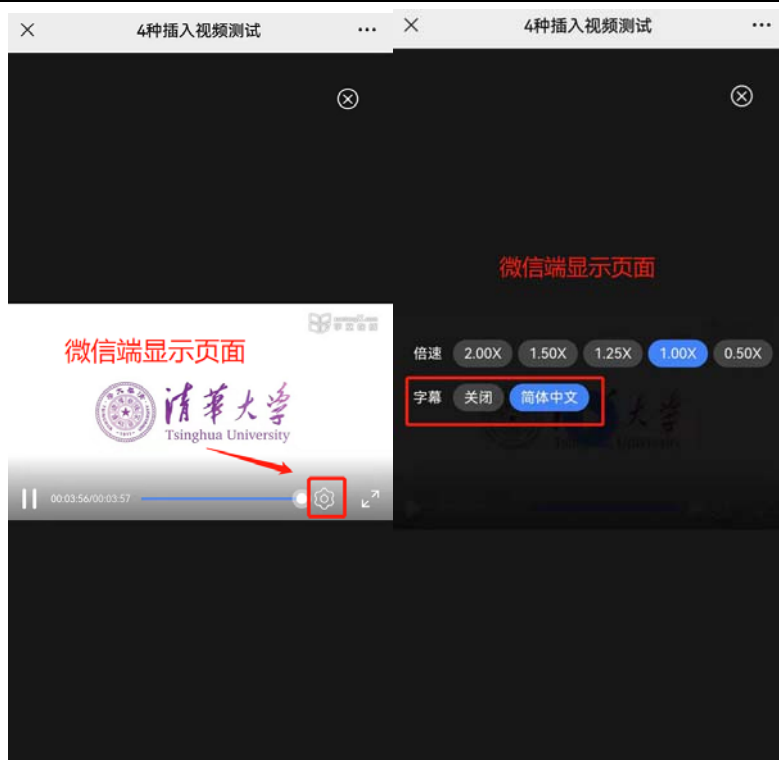 4种插入视频测试
微信端显示页面
清華大学
Tsinghua University
00:03:56/00:03:57
4种插入视频测试
微信端显示页面
倍速 2.00X 1.50X 1.25X 1.00X 0.50X
字幕 关闭 简体中文